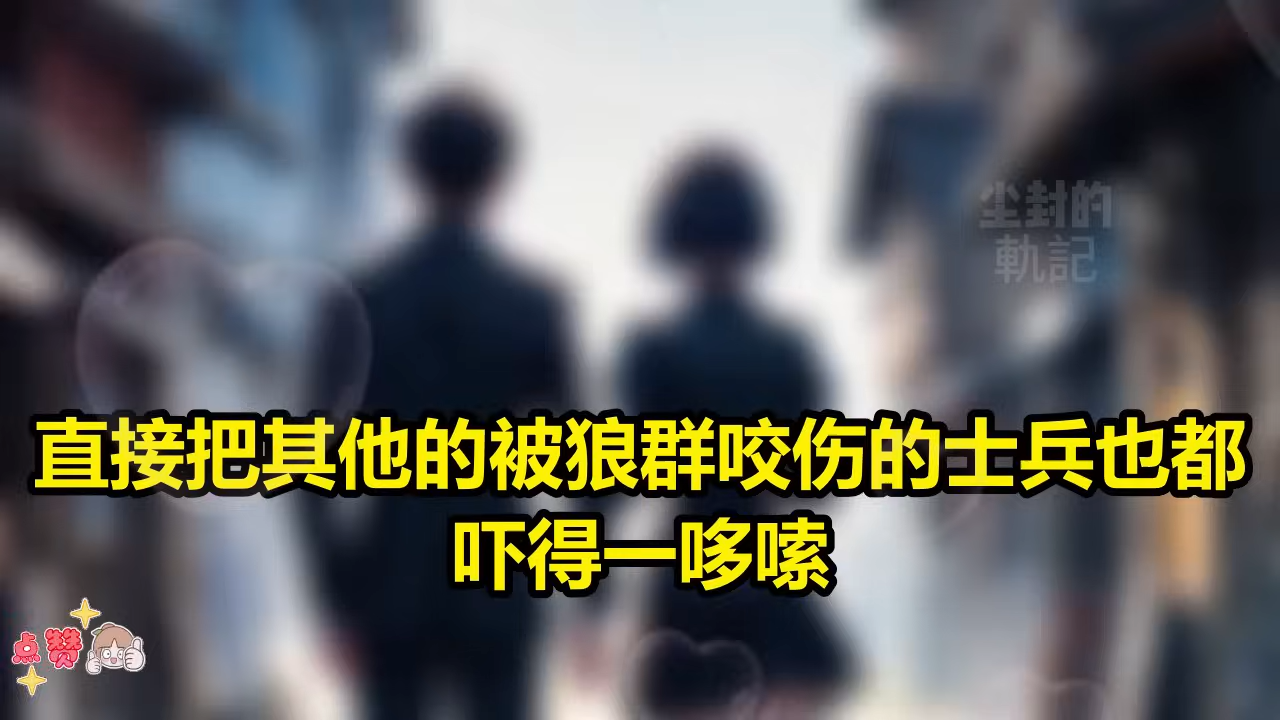 尘封的
軌記
直接把其他的被狼群咬伤的士兵也都
吓得一哆嗦
点赞